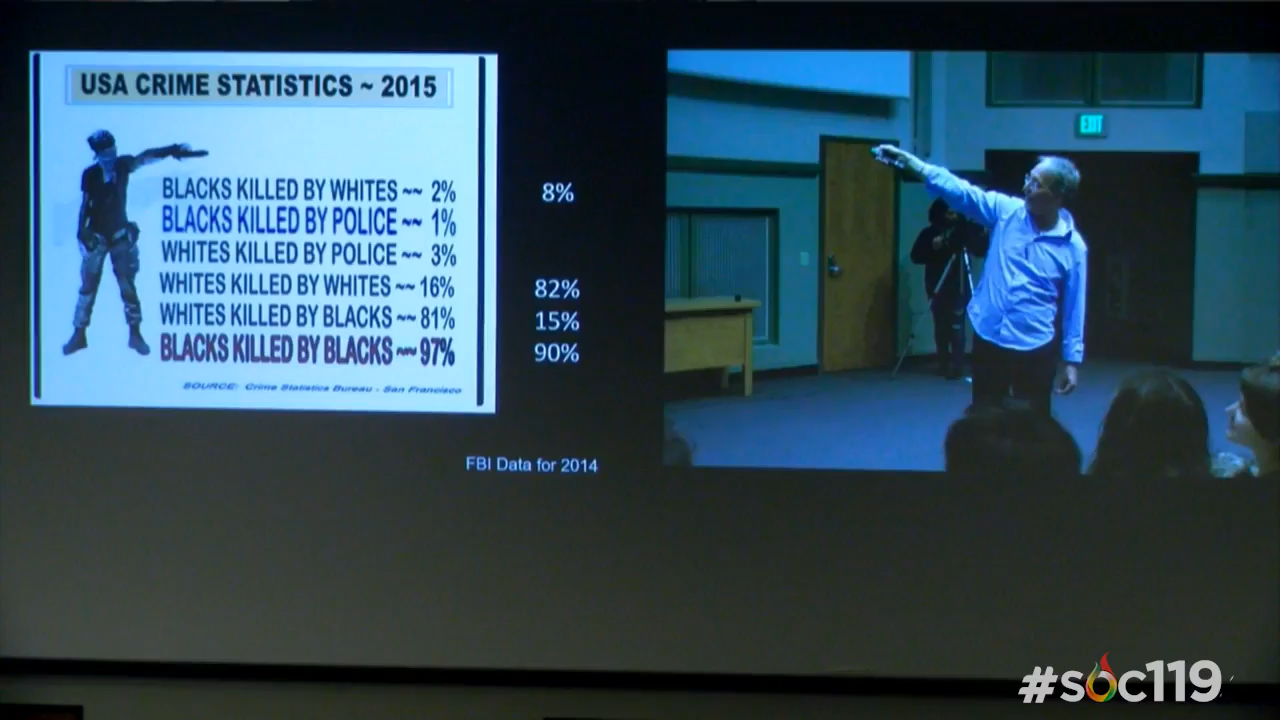 USA CRIME STATISTICS ~ 2015
BLACKS KILLED BY WHITES ~~ 2%
8%
BLACKS KILLED BY POLICE ~~ 1%
WHITES KILLED BY POLICE ~~ 3%
WHITES KILLED BY WHITES ~~ 16%
82%
WHITES KILLED BY BLACKS ~~ 81%
15%
BLACKS KILLED BY BLACKS ~~ 97%
90%
SOURCE: Crime Statistics Bureau - San Francisco
FBI Data for 2014
EXIT
#soc119